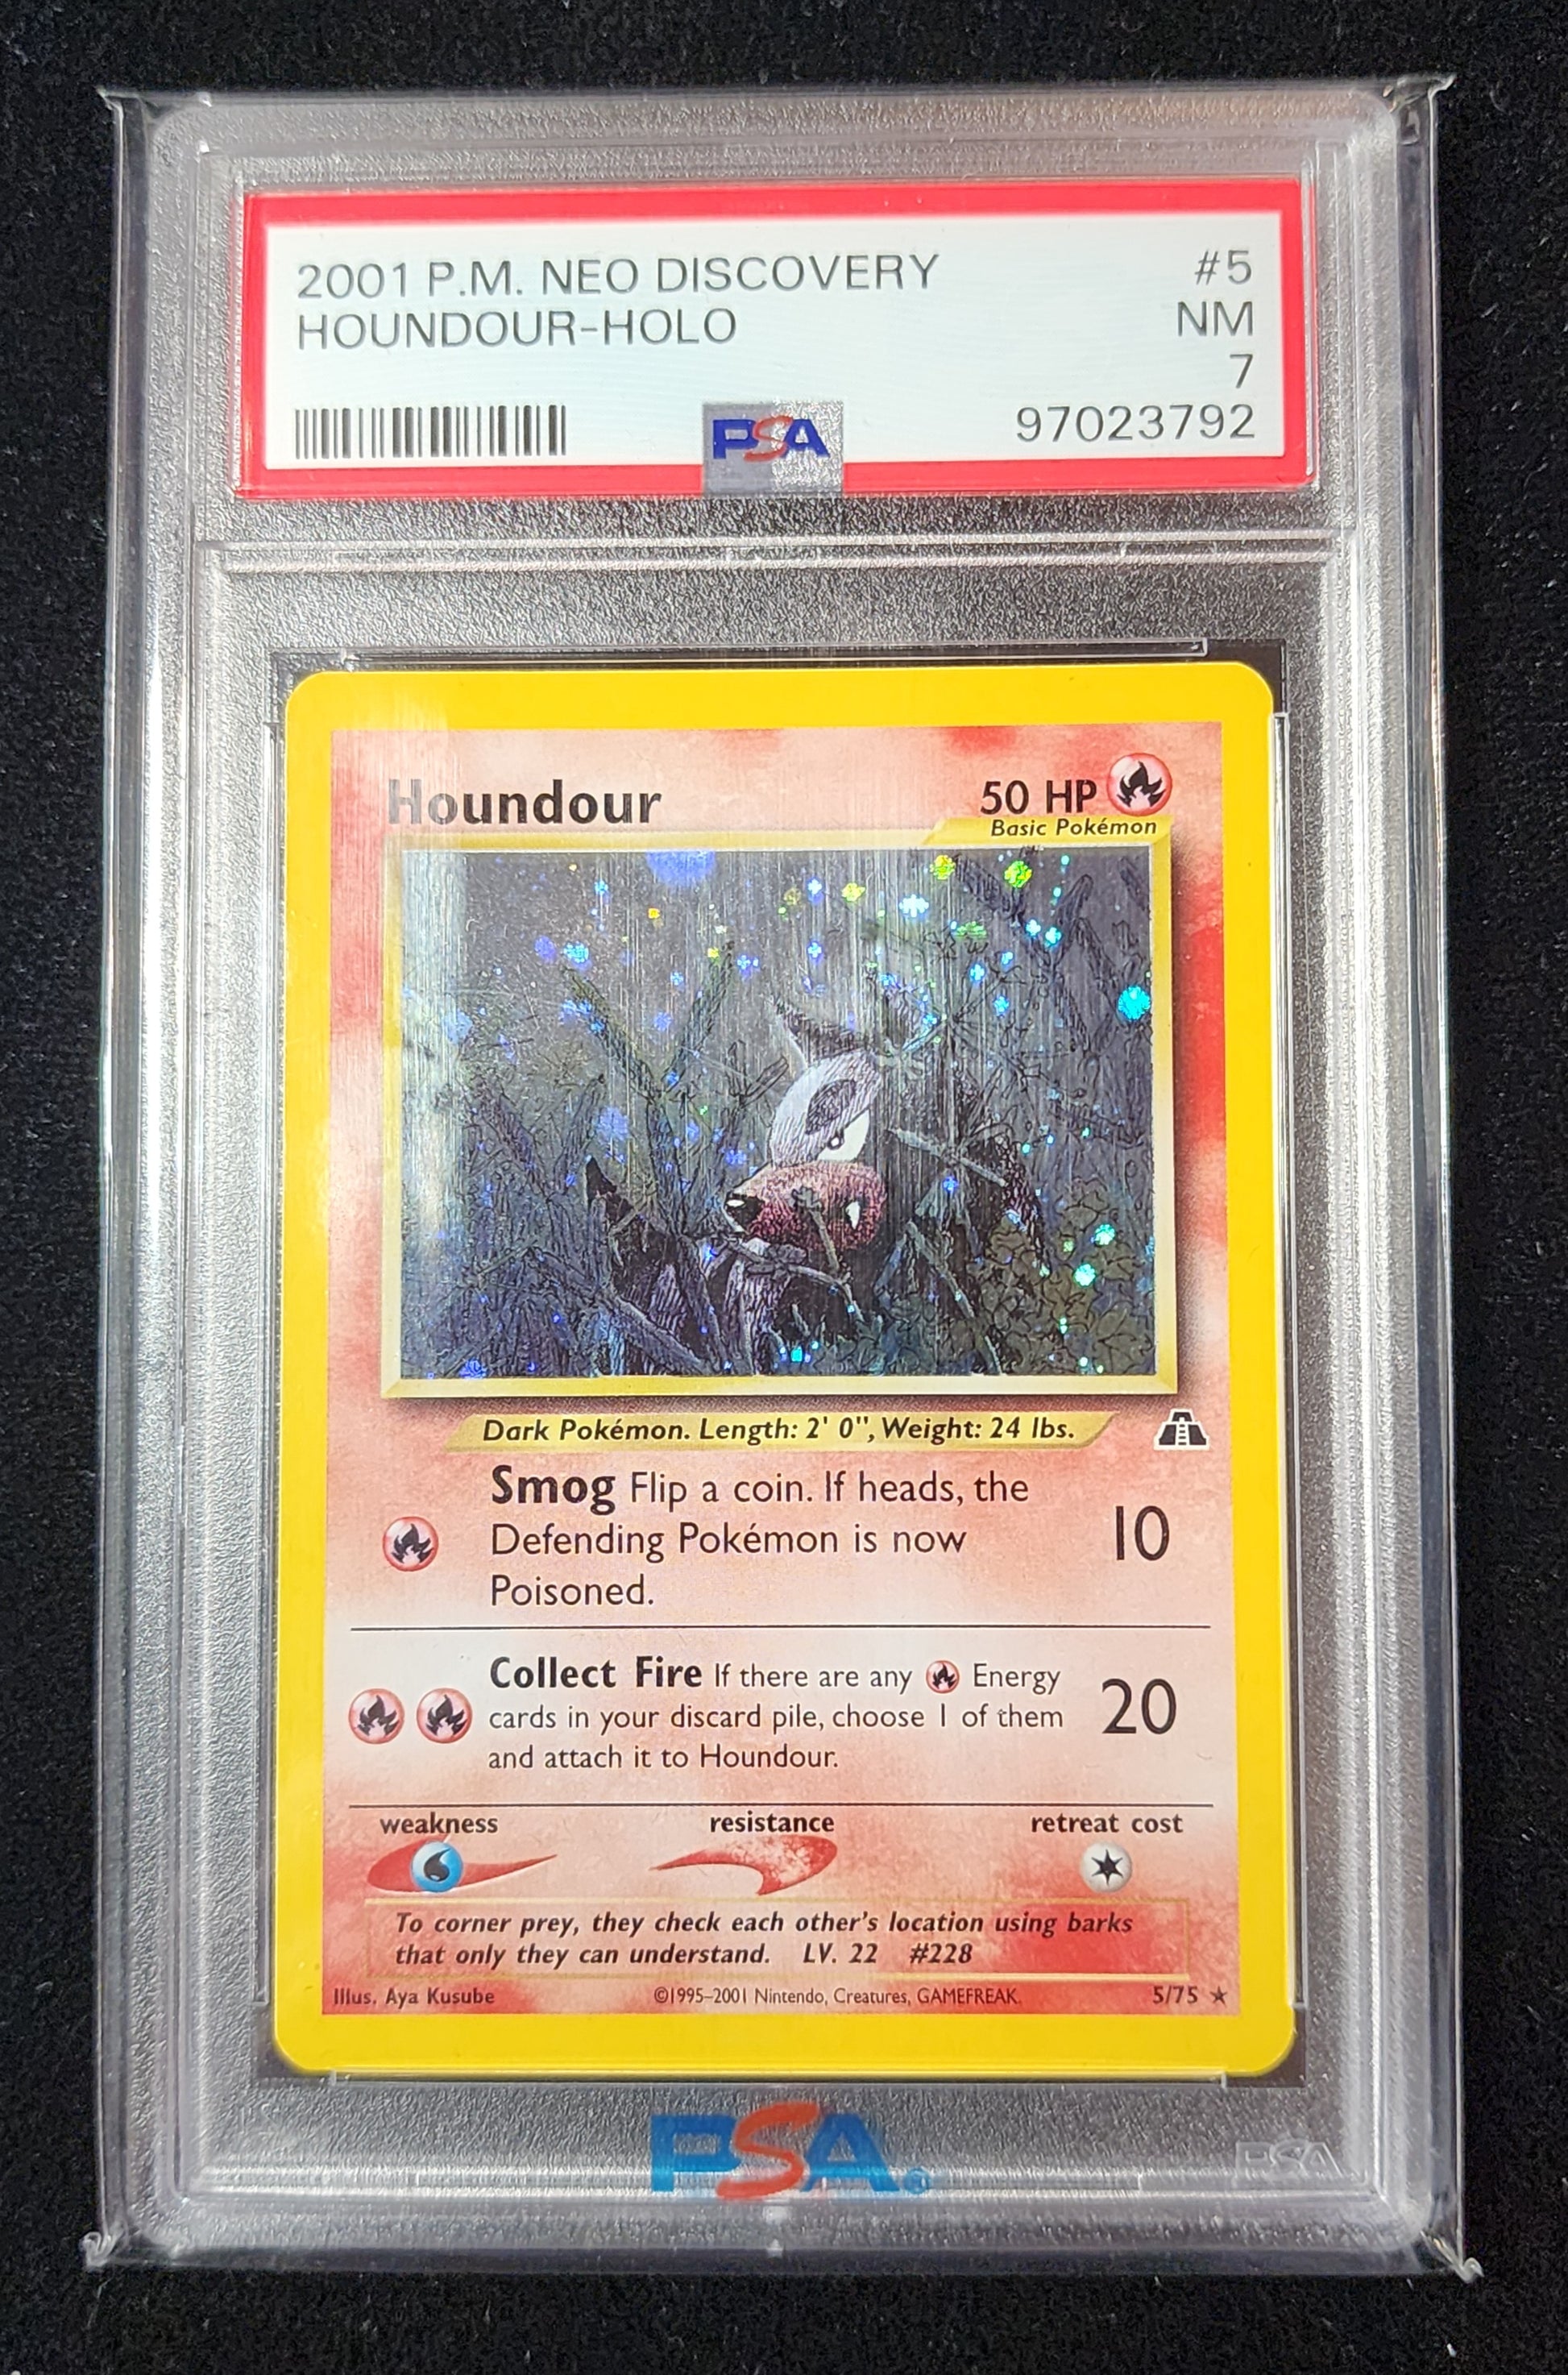 2001 P.M. NEO DISCOVERY #5
HOUNDOUR-HOLO NM
7
PSA 97023792
Houndour 50 HP
Basic Pokémon
Dark Pokémon. Length: 2' 0", Weight: 24 lbs.
Smog Flip a coin. If heads, the
Defending Pokémon is now 10
Poisoned.
Collect Fire If there are any Energy
cards in your discard pile, choose 1 of them 20
and attach it to Houndour.
weakness resistance retreat cost
To corner prey, they check each other's location using barks
that only they can understand. LV. 22 #228
Illus. Aya Kusube ©1995-2001 Nintendo, Creatures, GAMEFREAK. 5/75 ★
PSA®
PSA